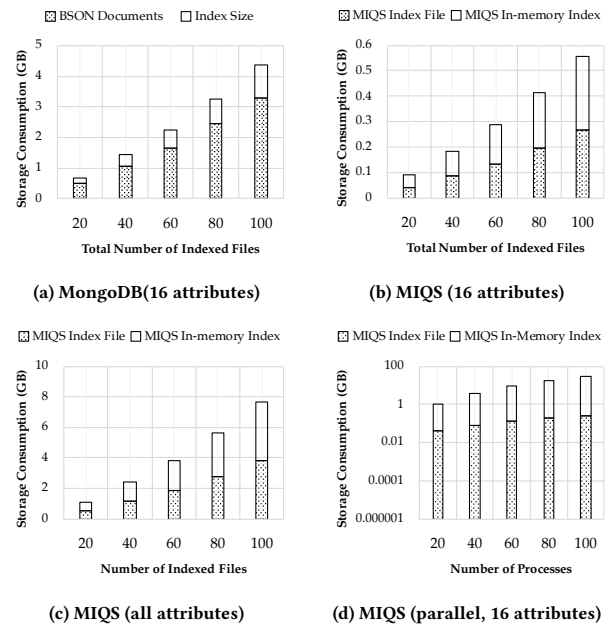 BSON Documents Index Size
Storage Consumption (GB)
5
4
3
2
1
0
20 40 60 80 100
Total Number of Indexed Files
(a) MongoDB(16 attributes)
MIQS Index File MIQS In-memory Index
Storage Consumption (GB)
0.6
0.5
0.4
0.3
0.2
0.1
0
20 40 60 80 100
Total Number of Indexed Files
(b) MIQS (16 attributes)
MIQS Index File MIQS In-memory Index
Storage Consumption (GB)
10
8
6
4
2
0
20 40 60 80 100
Number of Indexed Files
(c) MIQS (all attributes)
MIQS Index File MIQS In-Memory Index
Storage Consumption (GB)
100
1
0.01
0.0001
0.000001
20 40 60 80 100
Number of Processes
(d) MIQS (parallel, 16 attributes)